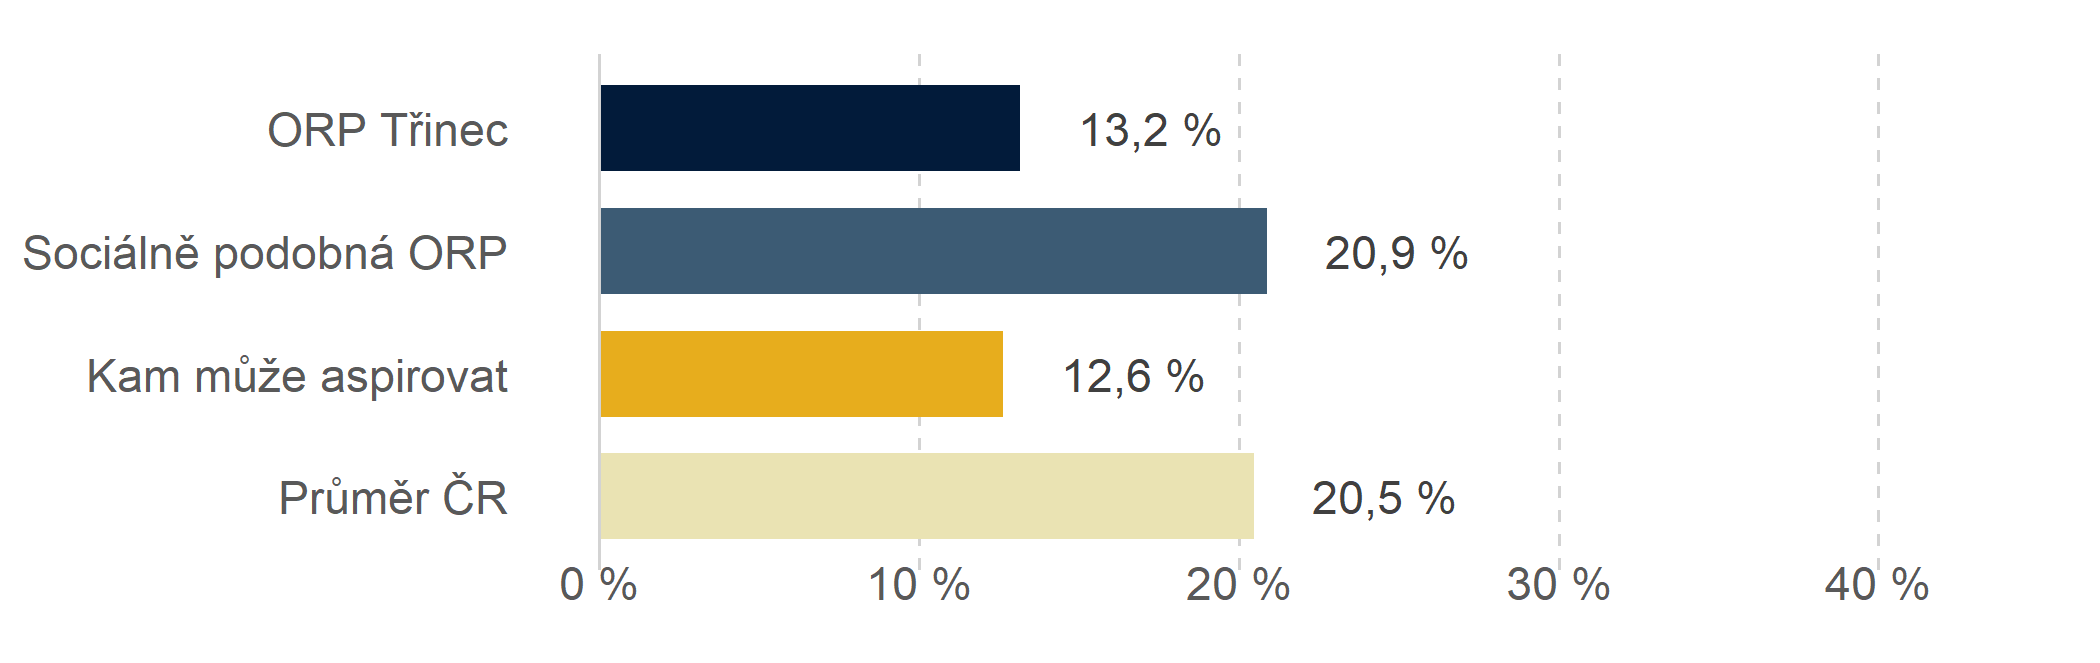 ORP Třinec
13,2 %
Sociálně podobná ORP
20,9 %
Kam může aspirovat
12,6 %
Průměr ČR
20,5 %
0 % 10 % 20 % 30 % 40 %